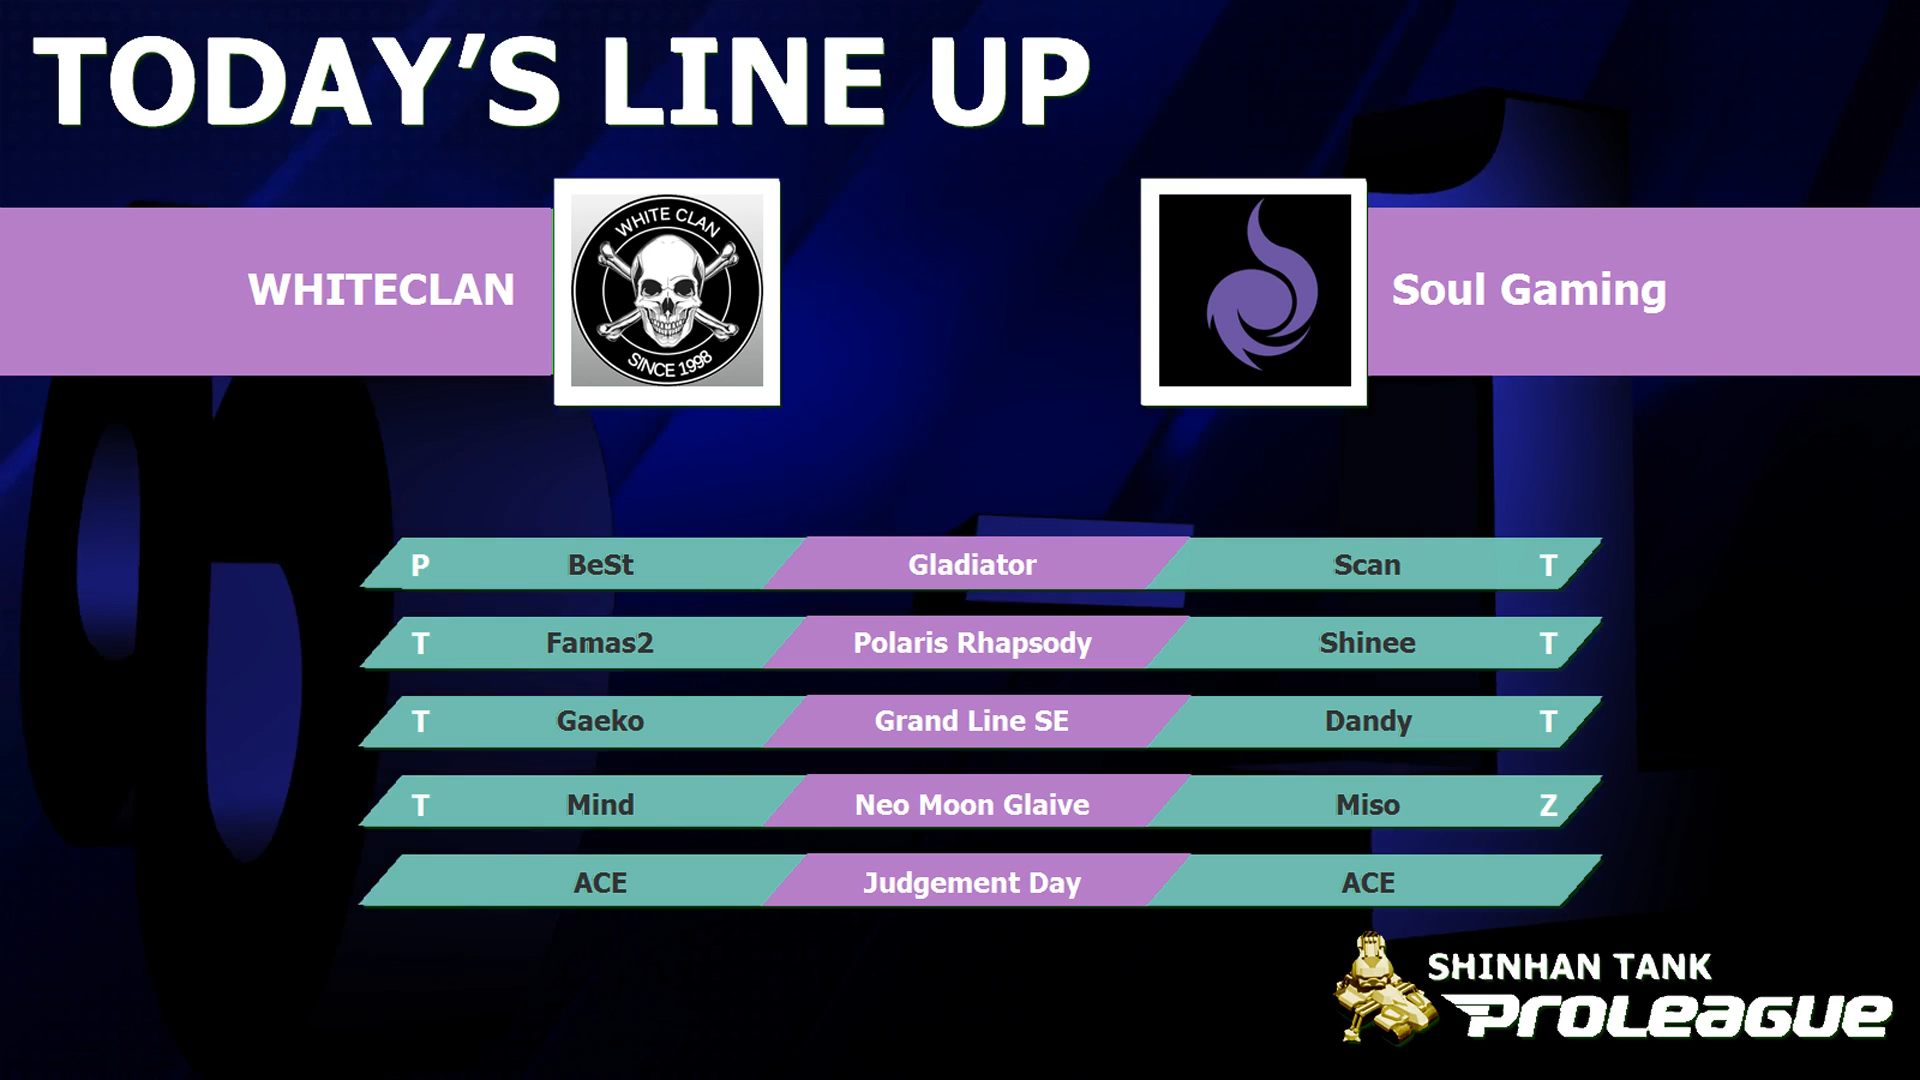 TODAY'S LINE UP
WHITECLAN
WHITE CLAN
SINCE 1998
Soul Gaming
P BeSt Gladiator Scan T
T Famas2 Polaris Rhapsody Shinee T
T Gaeko Grand Line SE Dandy T
T Mind Neo Moon Glaive Miso Z
ACE Judgement Day ACE
SHINHAN TANK
PROLEAGUE